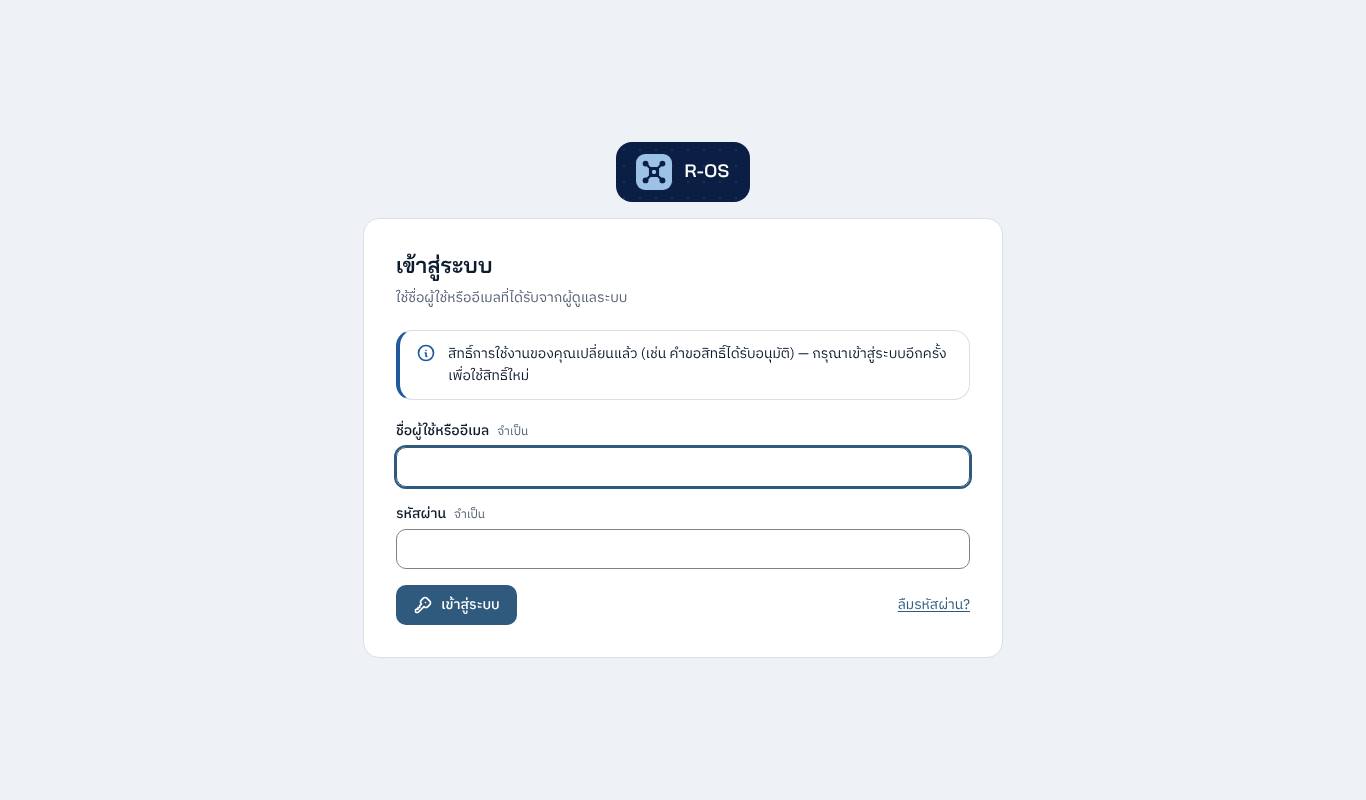 R-OS
เข้าสู่ระบบ
ใช้ชื่อผู้ใช้หรืออีเมลที่ได้รับจากผู้ดูแลระบบ
สิทธิ์การใช้งานของคุณเปลี่ยนแล้ว (เช่น คำขอสิทธิ์ได้รับอนุมัติ) — กรุณาเข้าสู่ระบบอีกครั้ง
เพื่อใช้สิทธิ์ใหม่
ชื่อผู้ใช้หรืออีเมล จำเป็น
รหัสผ่าน จำเป็น
เข้าสู่ระบบ ลืมรหัสผ่าน?